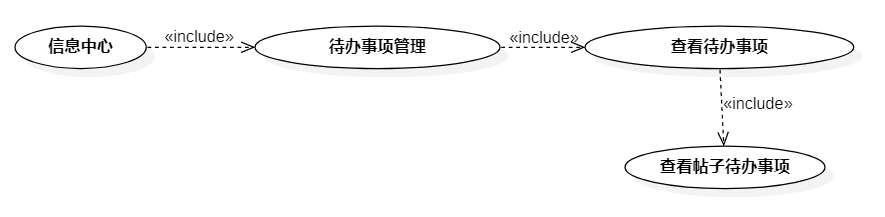 信息中心
«include»
待办事项管理
«include»
查看待办事项
«include»
查看帖子待办事项